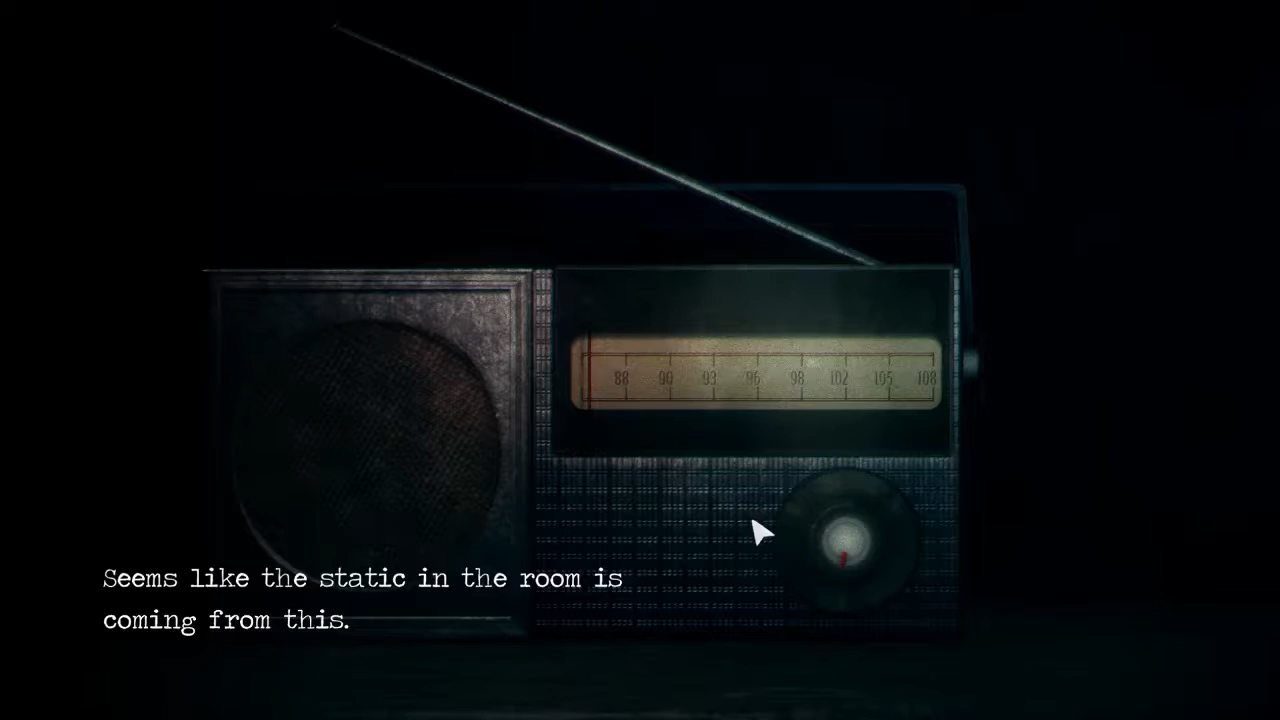 88 90 93 96 98 102 105 108
Seems like the static in the room is
coming from this.